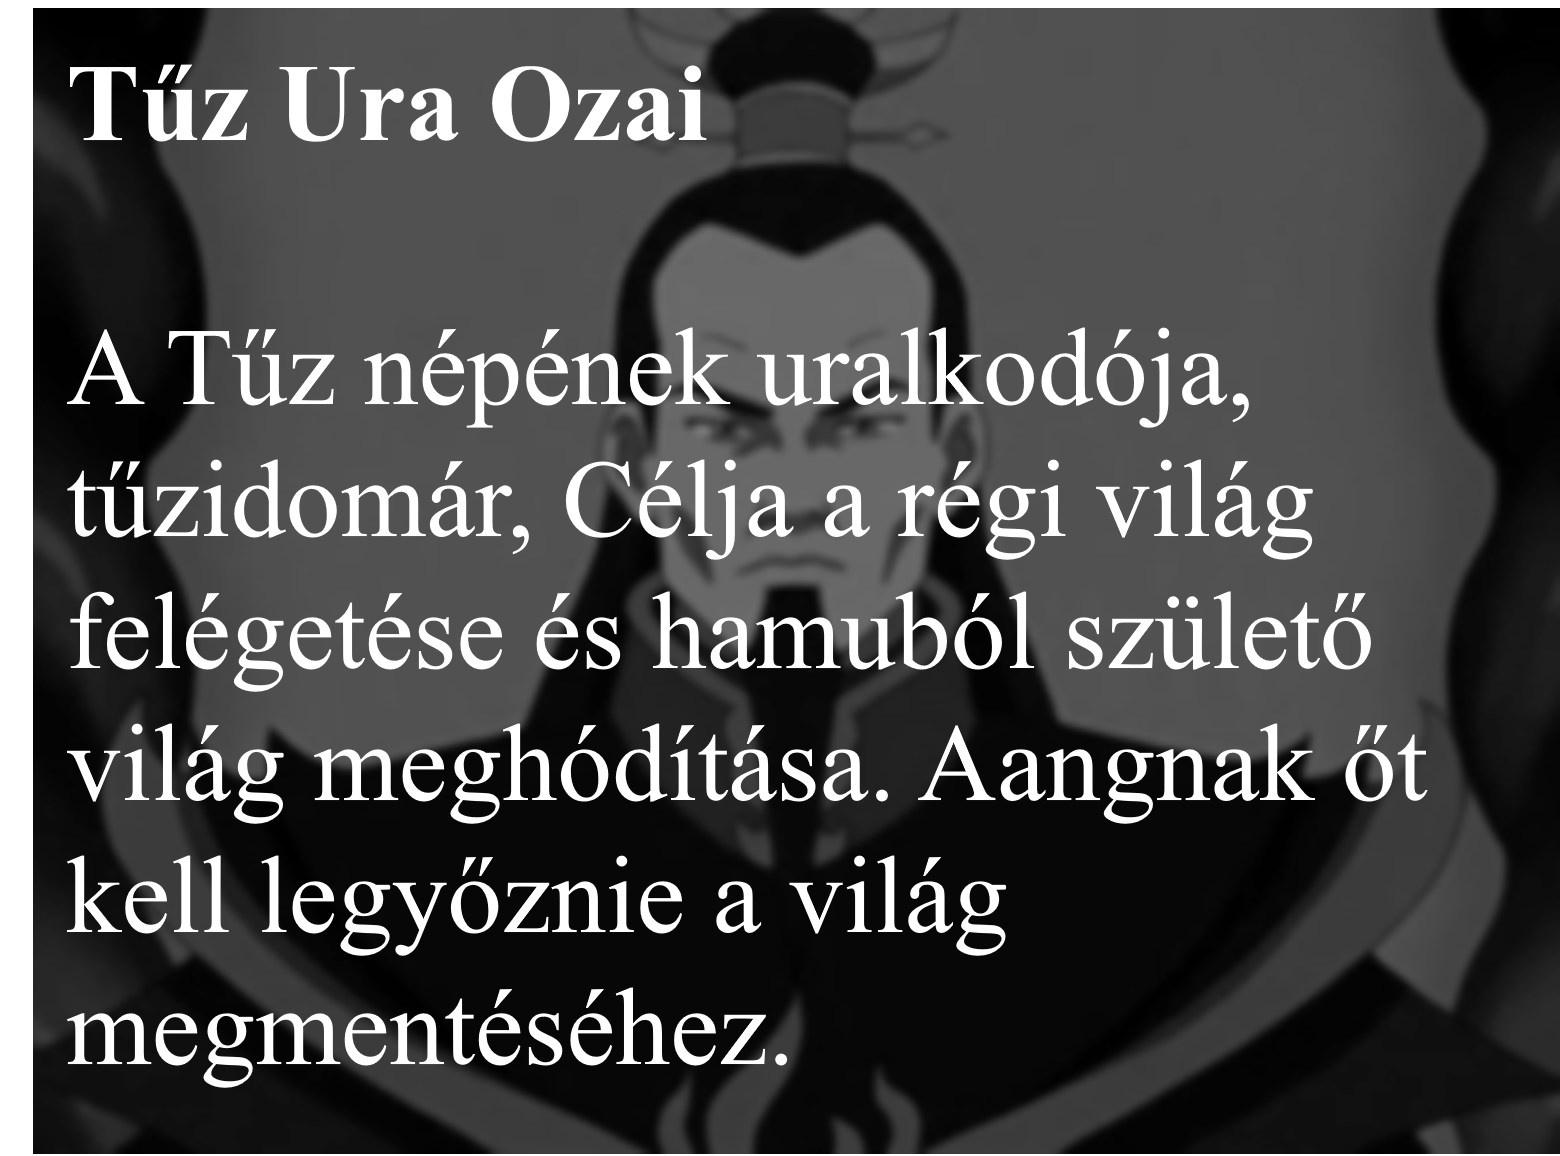 Tűz Ura Ozai
A Tűz népének uralkodója,
tűzidomár, Célja a régi világ
felégetése és hamuból születő
világ meghódítása. Aangnak őt
kell legyőznie a világ
megmentéséhez.